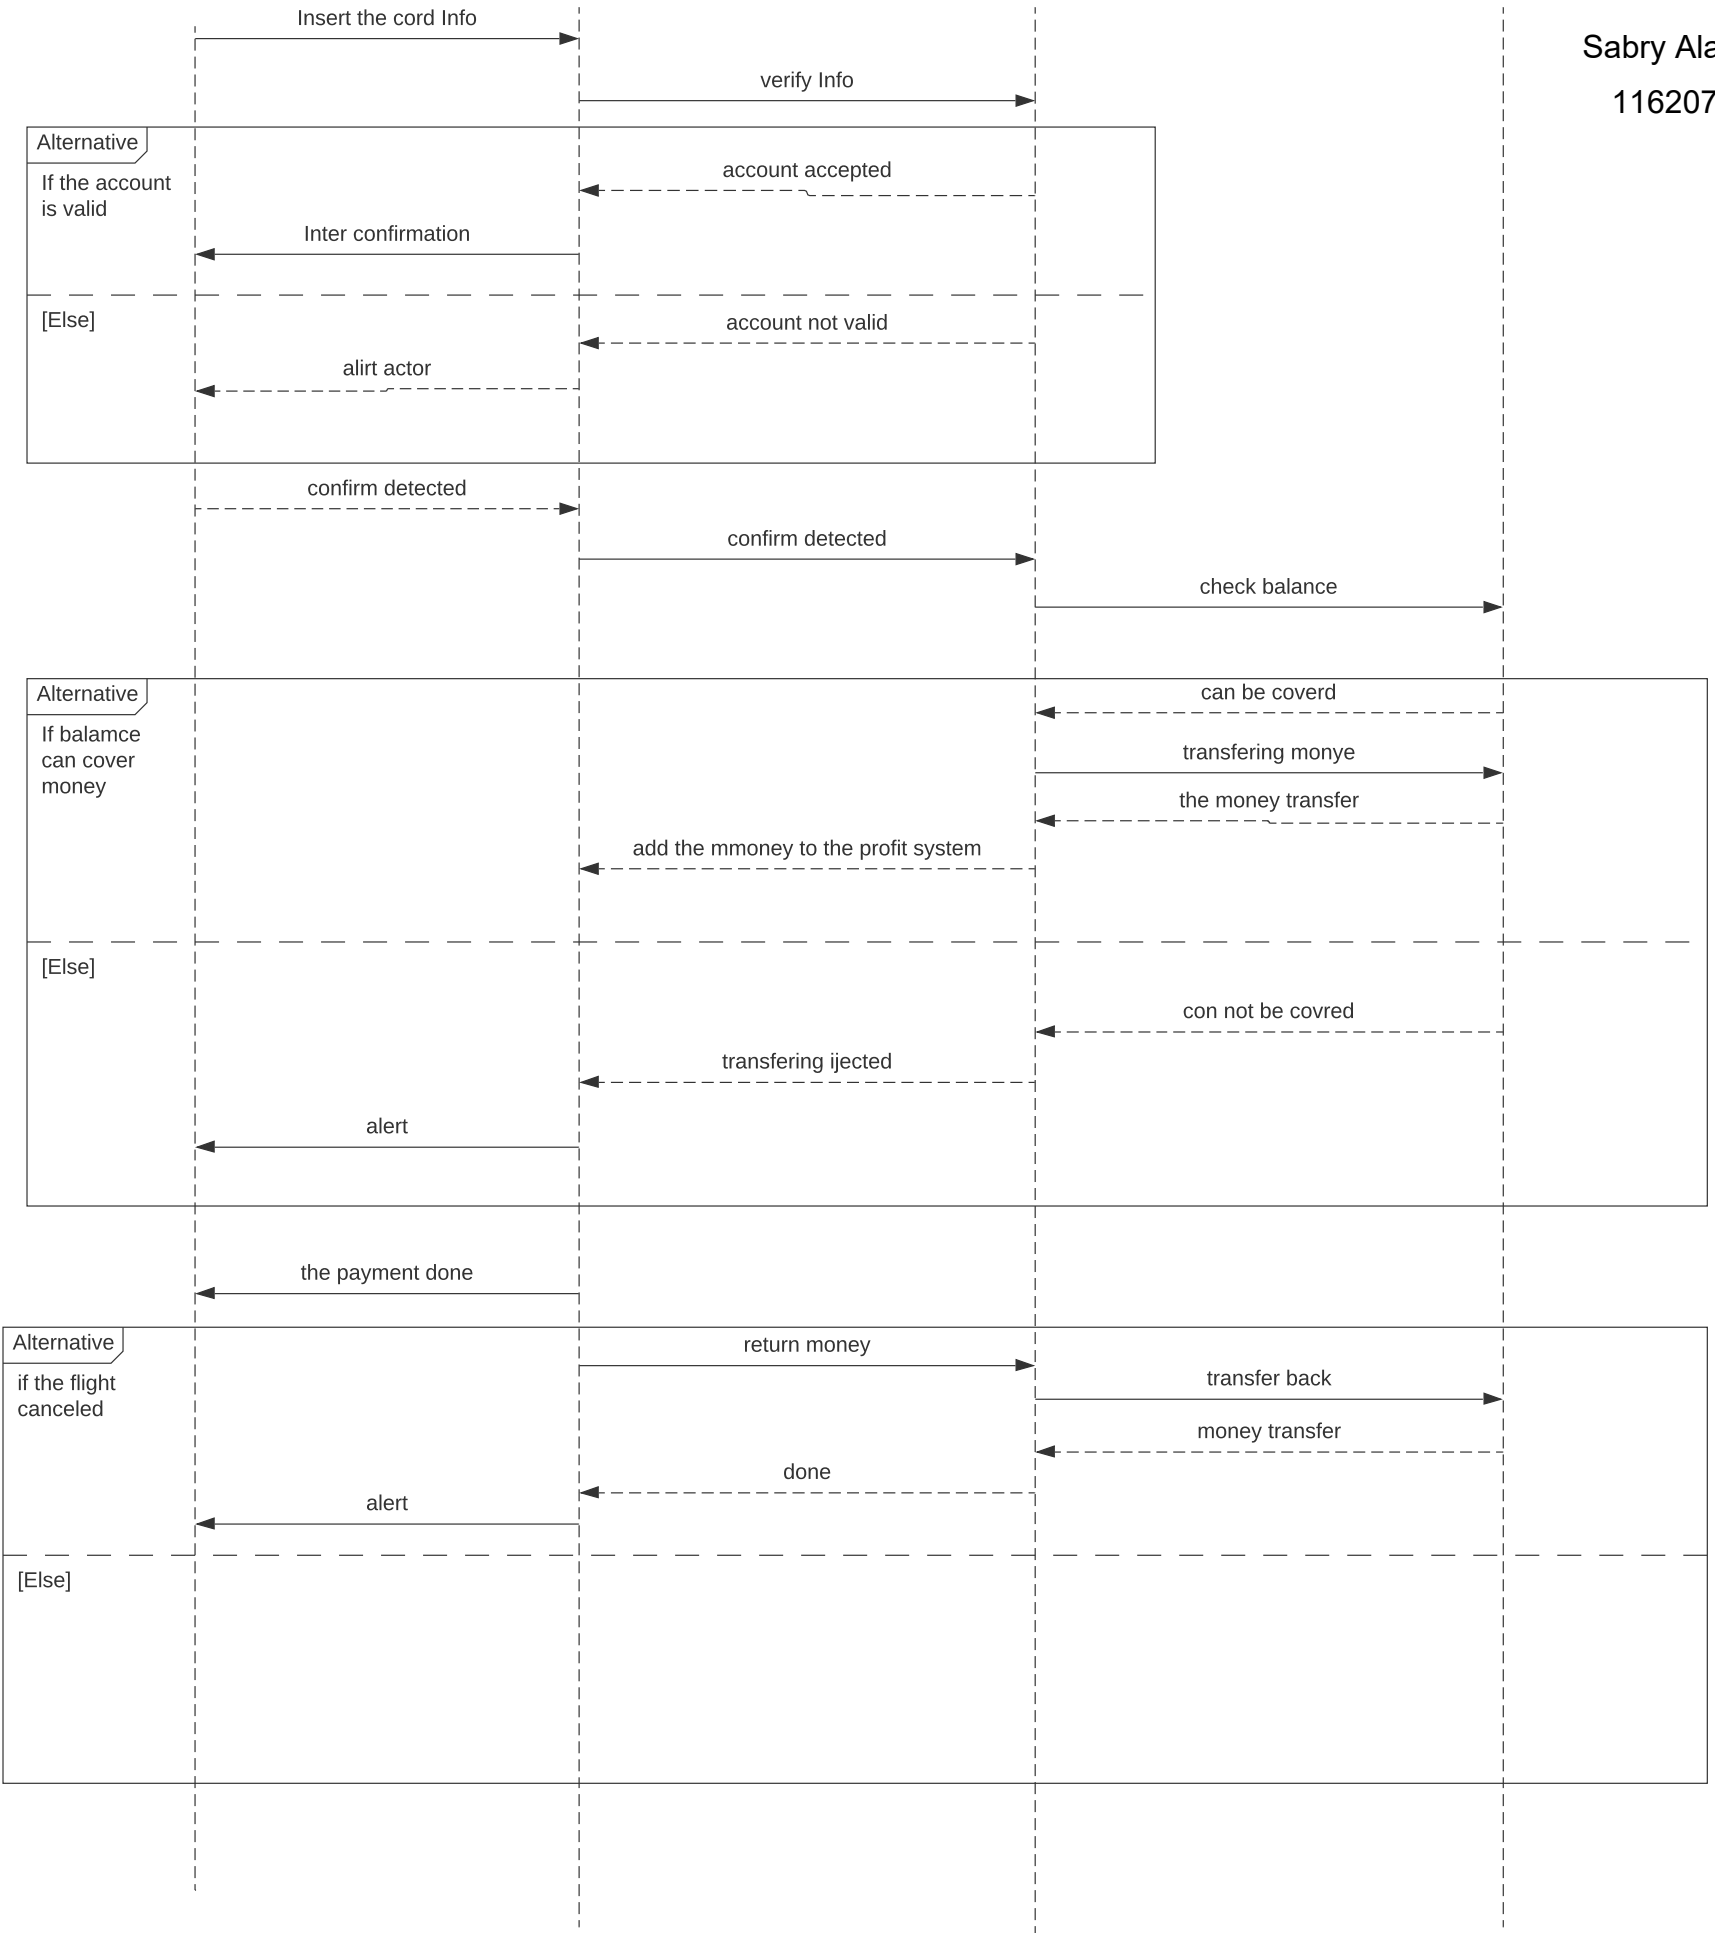 Insert the cord Info
Sabry Ala
verify Info
116207
Alternative
If the account
is valid
account accepted
Inter confirmation
[Else]
account not valid
alirt actor
confirm detected
confirm detected
check balance
Alternative
can be coverd
If balamce
can cover
money
transfering monye
the money transfer
add the mmoney to the profit system
[Else]
con not be covred
transfering ijected
alert
the payment done
Alternative
return money
if the flight
canceled
transfer back
money transfer
done
alert
[Else]